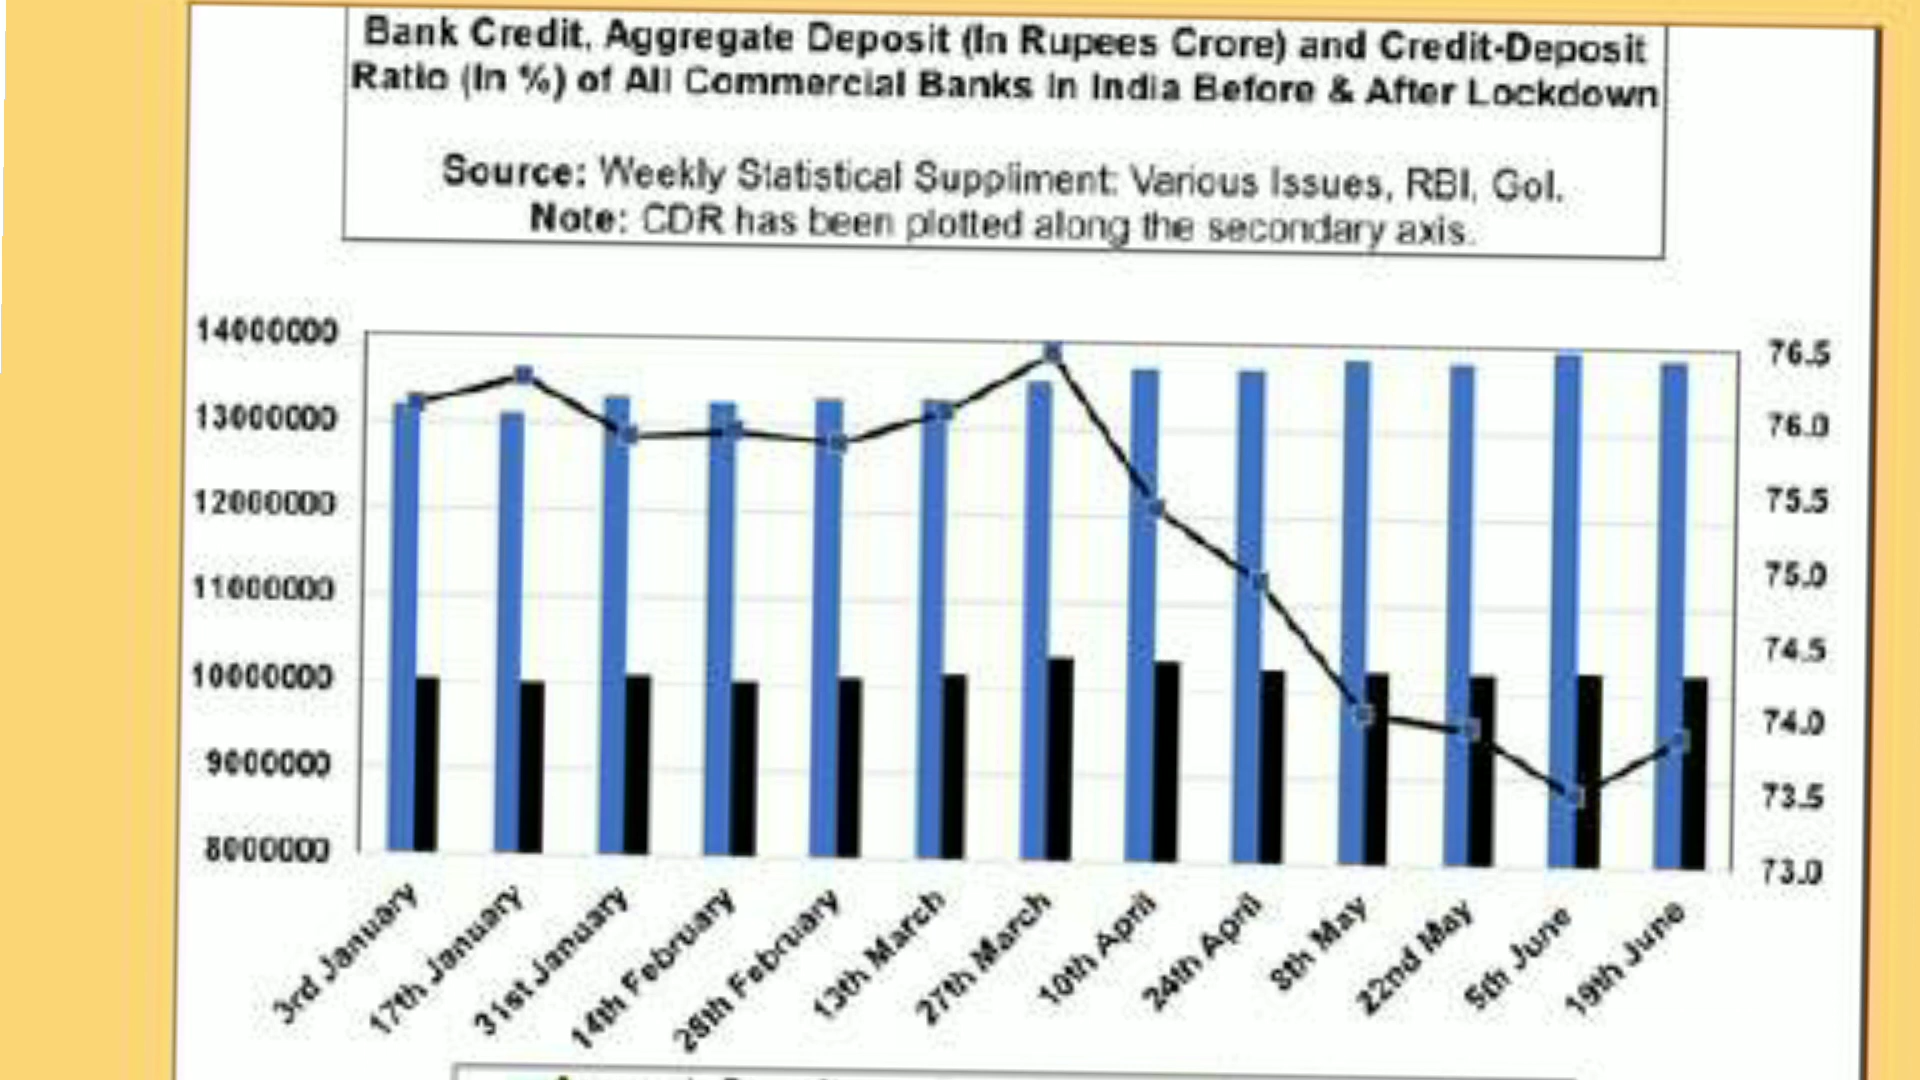 Bank Credit, Aggregate Deposit (In Rupees Crore) and Credit-Deposit
Ratio (In %) of All Commercial Banks In India Before & After Lockdown
Source: Weekly Statistical Suppliment: Various Issues, RBI, GoI.
Note: CDR has been plotted along the secondary axis.
14000000
13000000
12000000
11000000
10000000
9000000
8000000
76.5
76.0
75.5
75.0
74.5
74.0
73.5
73.0
3rd January
17th January
31st January
14th February
28th February
13th March
27th March
10th April
24th April
8th May
22nd May
5th June
19th June